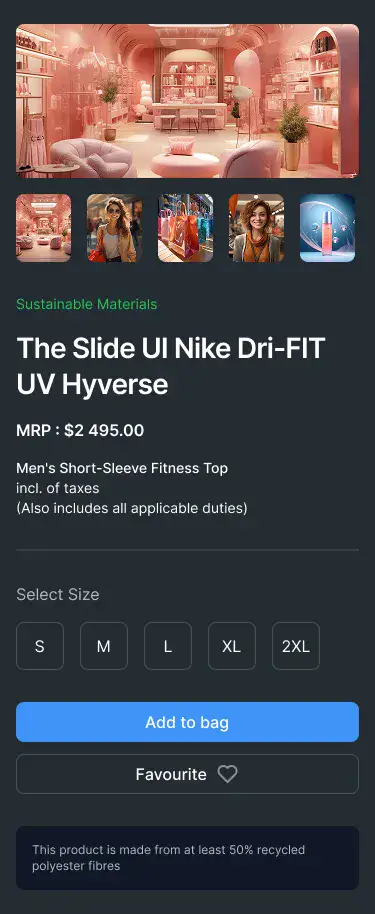 Sustainable Materials
The Slide UI Nike Dri-FIT
UV Hyverse
MRP : $2 495.00
Men's Short-Sleeve Fitness Top
incl. of taxes
(Also includes all applicable duties)
Select Size
S M L XL 2XL
Add to bag
Favourite
This product is made from at least 50% recycled
polyester fibres